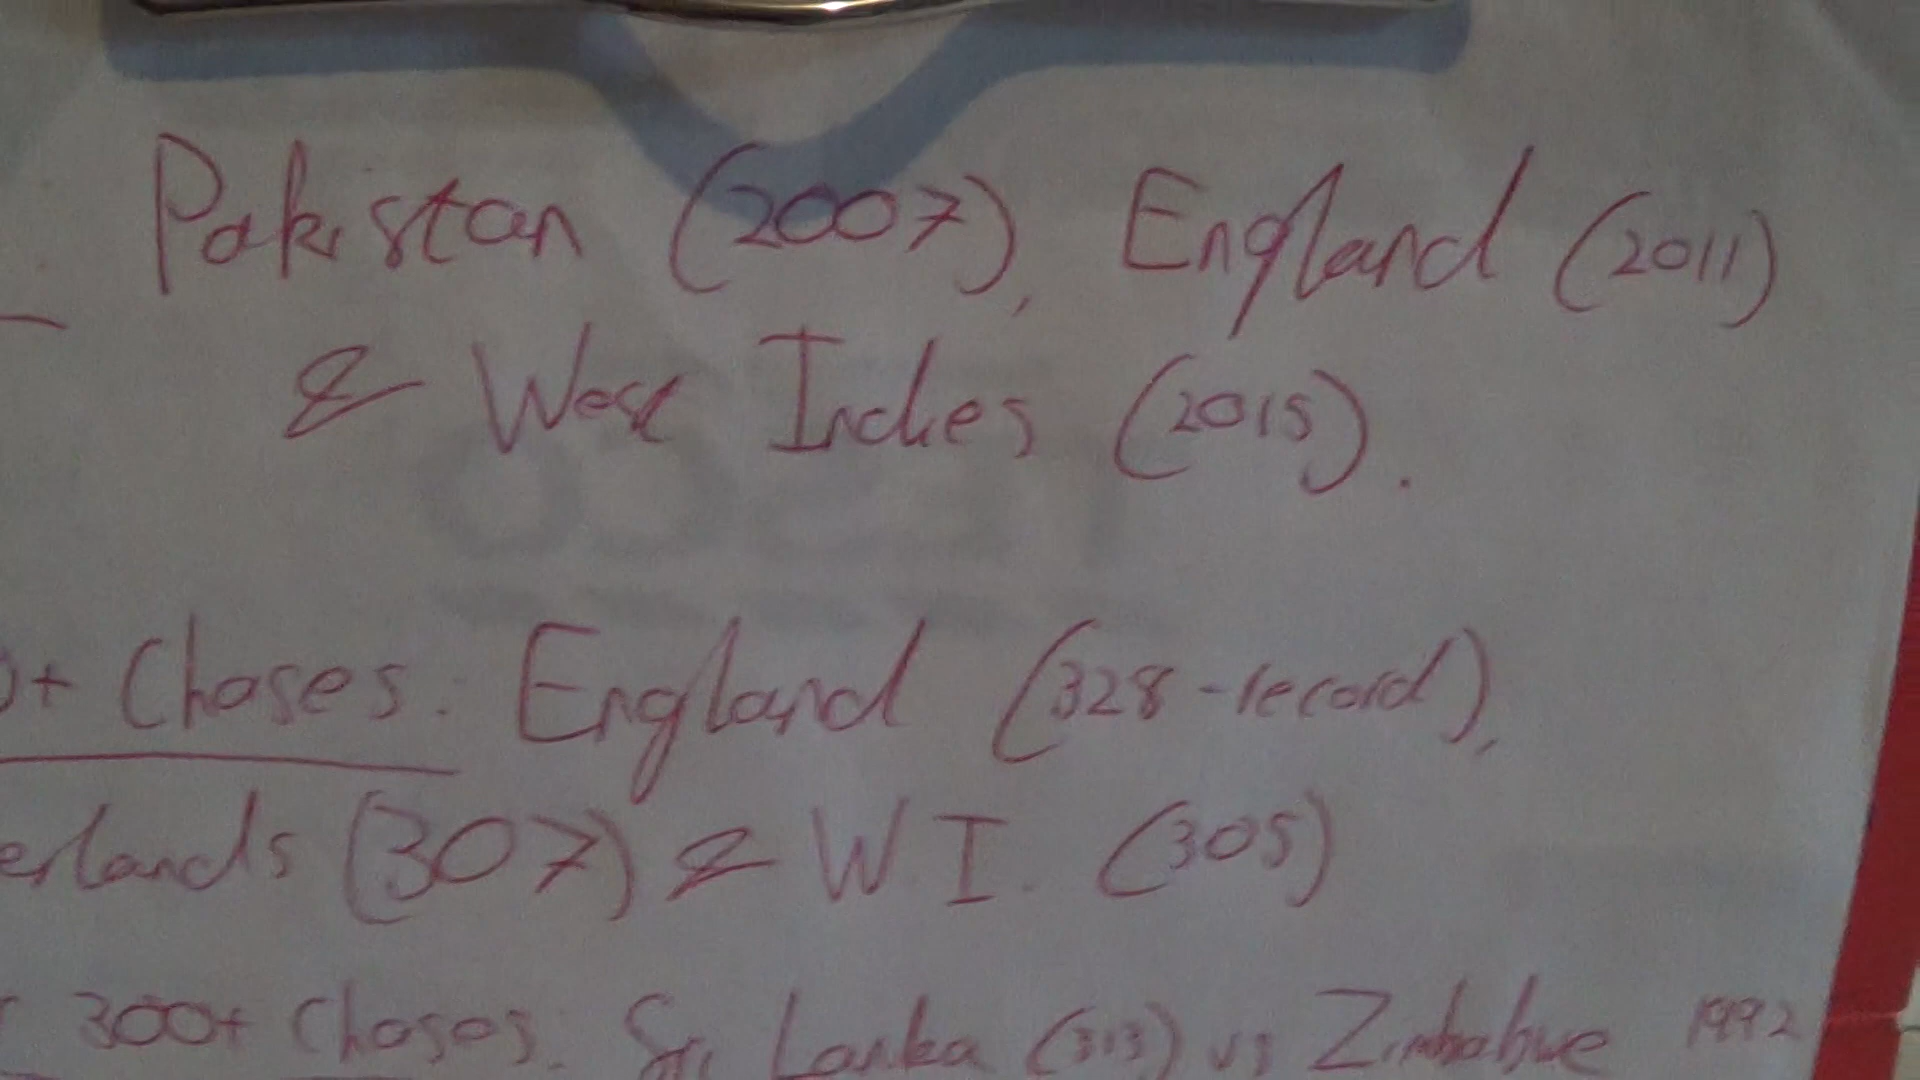 Pakistan (2007), England (2011)
& West Indies (2015).
+ Chases: England (328-record),
erlands (307) & W.I. (305)
300+ Chases: Sri Lanka (313) vs Zimbabwe 1992